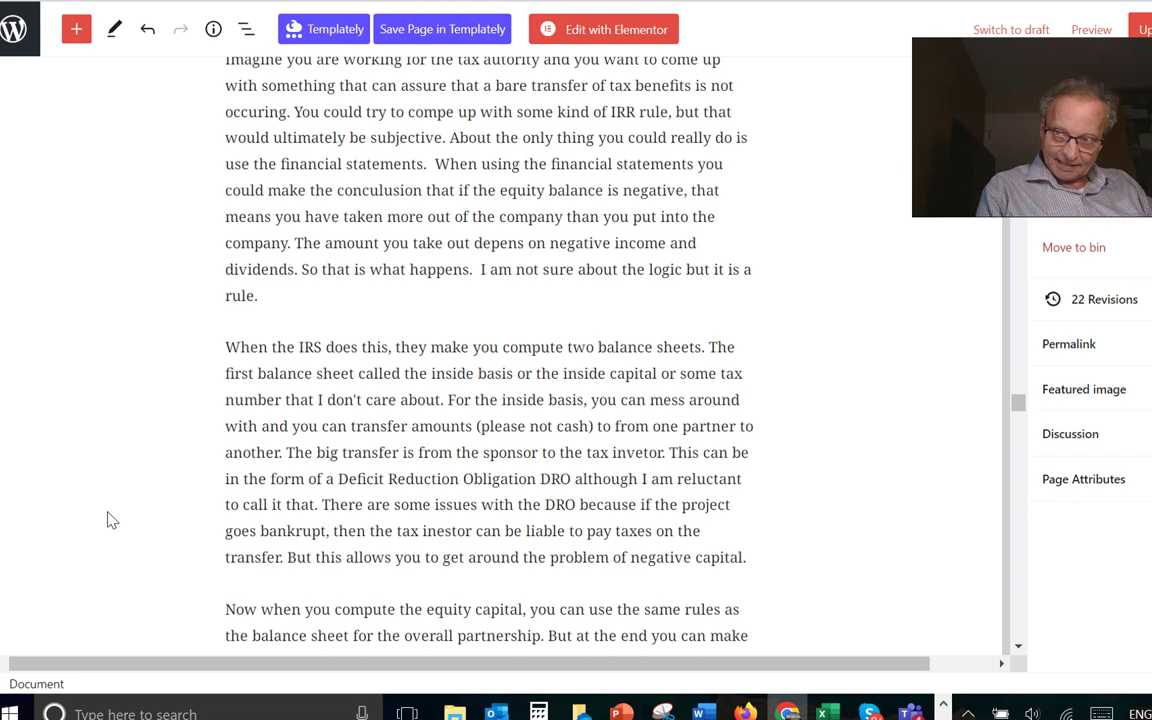 Templately
Save Page in Templately
Edit with Elementor
Switch to draft
Preview
Up
Imagine you are working for the tax autority and you want to come up
with something that can assure that a bare transfer of tax benefits is not
occuring. You could try to compe up with some kind of IRR rule, but that
would ultimately be subjective. About the only thing you could really do is
use the financial statements.  When using the financial statements you
could make the conculusion that if the equity balance is negative, that
means you have taken more out of the company than you put into the
company. The amount you take out depens on negative income and
dividends. So that is what happens.  I am not sure about the logic but it is a
rule.
When the IRS does this, they make you compute two balance sheets. The
first balance sheet called the inside basis or the inside capital or some tax
number that I don't care about. For the inside basis, you can mess around
with and you can transfer amounts (please not cash) to from one partner to
another. The big transfer is from the sponsor to the tax invetor. This can be
in the form of a Deficit Reduction Obligation DRO although I am reluctant
to call it that. There are some issues with the DRO because if the project
goes bankrupt, then the tax inestor can be liable to pay taxes on the
transfer. But this allows you to get around the problem of negative capital.
Now when you compute the equity capital, you can use the same rules as
the balance sheet for the overall partnership. But at the end you can make
Move to bin
22 Revisions
Permalink
Featured image
Discussion
Page Attributes
Document
Type here to search
ENG